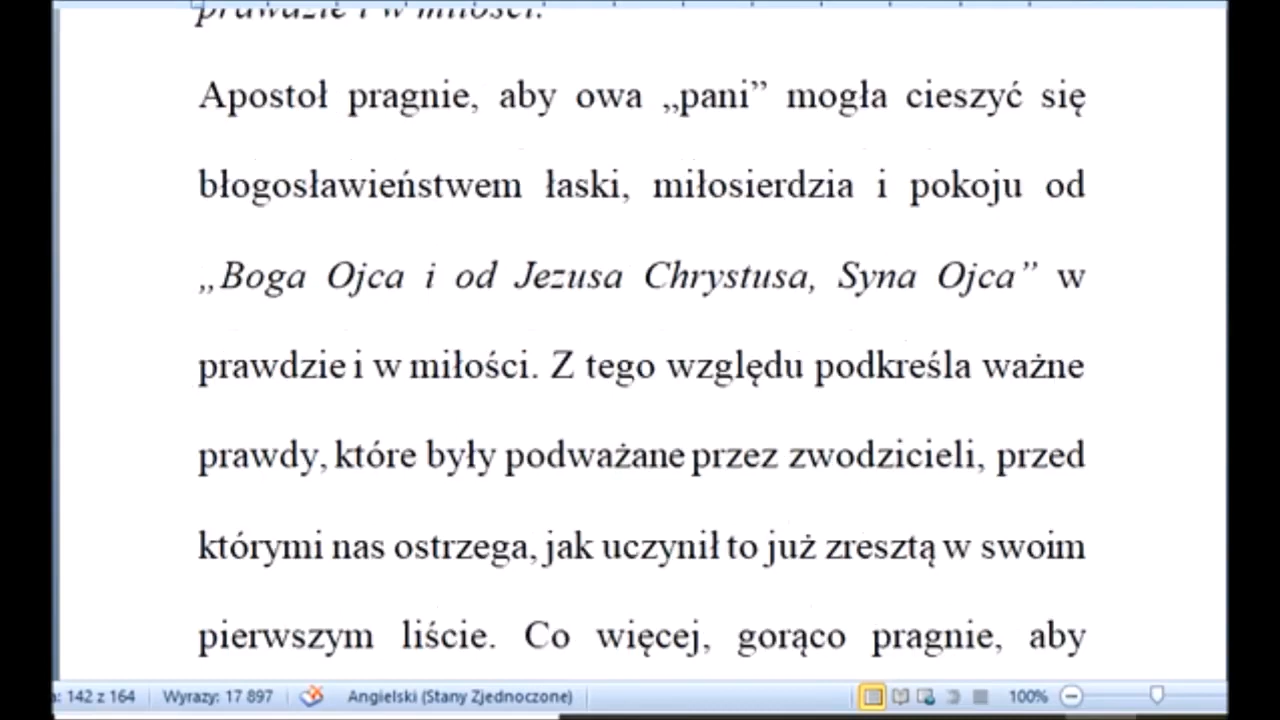 prawdzie i w miłości.
Apostoł pragnie, aby owa „pani” mogła cieszyć się
błogosławieństwem łaski, miłosierdzia i pokoju od
„Boga Ojca i od Jezusa Chrystusa, Syna Ojca” w
prawdzie i w miłości. Z tego względu podkreśla ważne
prawdy, które były podważane przez zwodzicieli, przed
którymi nas ostrzega, jak uczynił to już zresztą w swoim
pierwszym liście. Co więcej, gorąco pragnie, aby
: 142 z 164 Wyrazy: 17 897 Angielski (Stany Zjednoczone) 100%